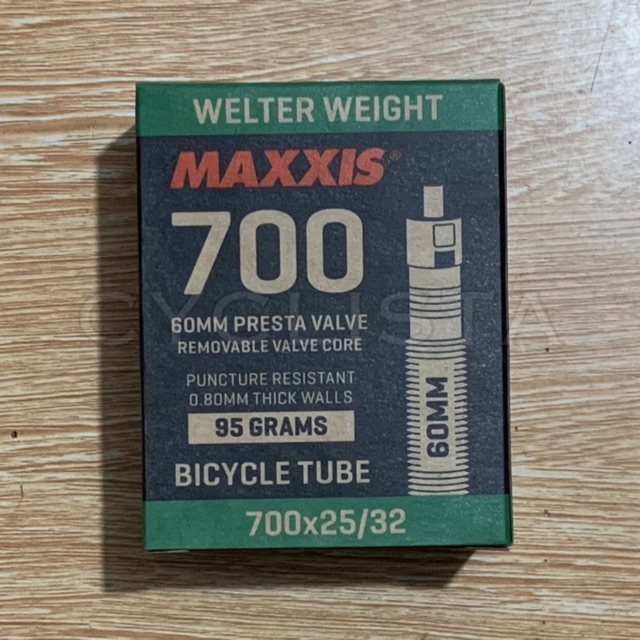 WELTER WEIGHT
MAXXIS®
700
60MM PRESTA VALVE
REMOVABLE VALVE CORE
PUNCTURE RESISTANT
0.80MM THICK WALLS
95 GRAMS
BICYCLE TUBE
60MM
700x25/32
CYCLISTA